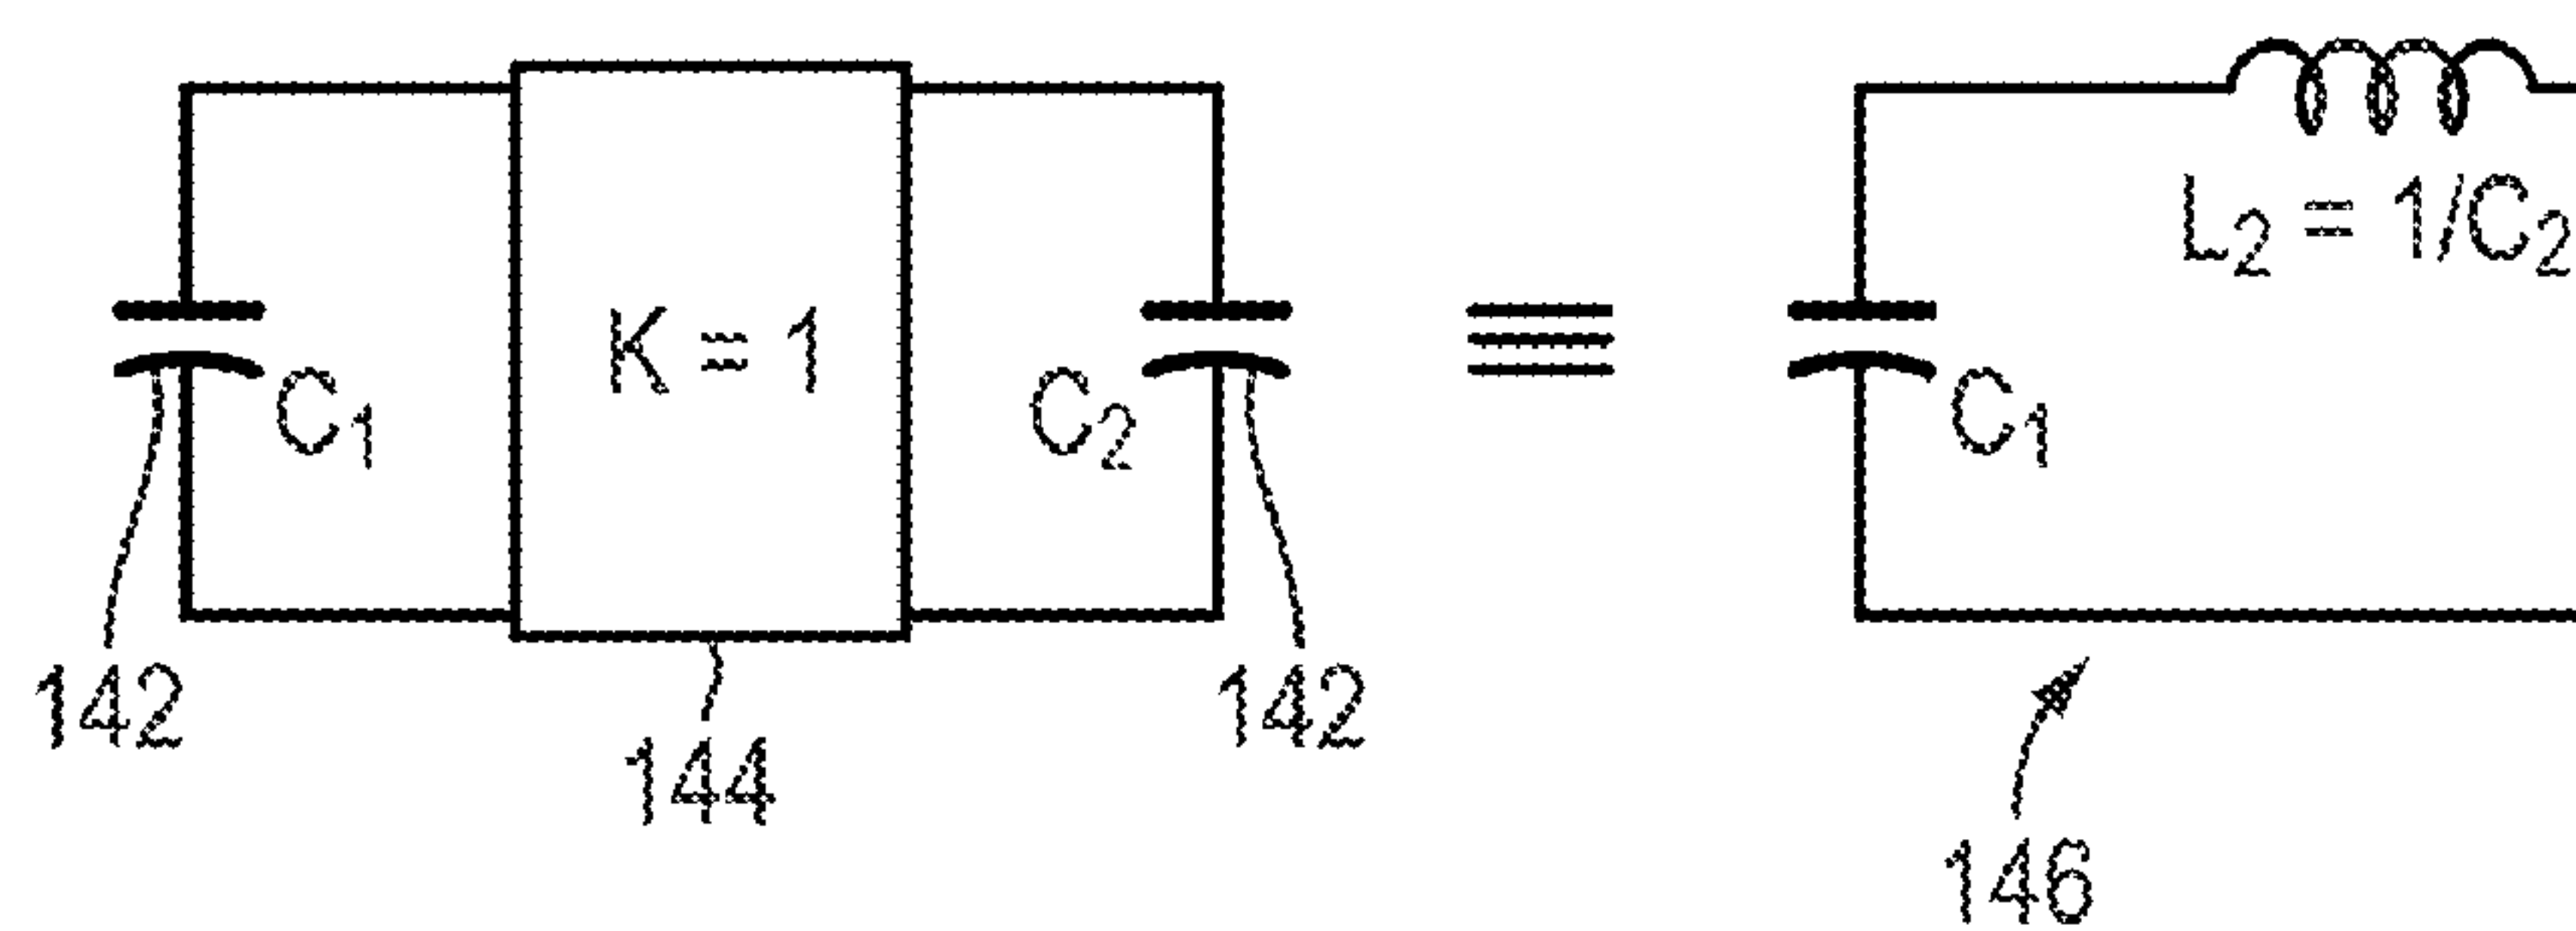 K = 1
C₁
C₂
≡
C₁
L₂ = 1/C₂
142
144
142
146